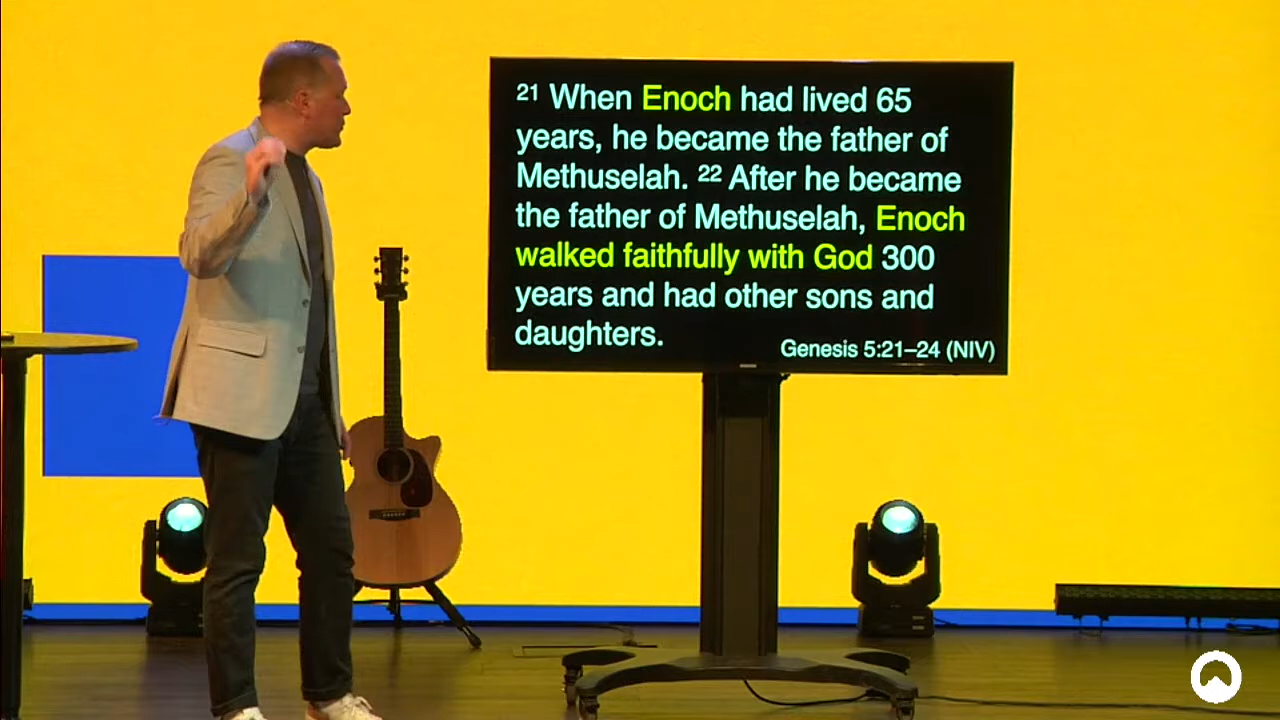 21 When Enoch had lived 65
years, he became the father of
Methuselah. 22 After he became
the father of Methuselah, Enoch
walked faithfully with God 300
years and had other sons and
daughters.
Genesis 5:21–24 (NIV)